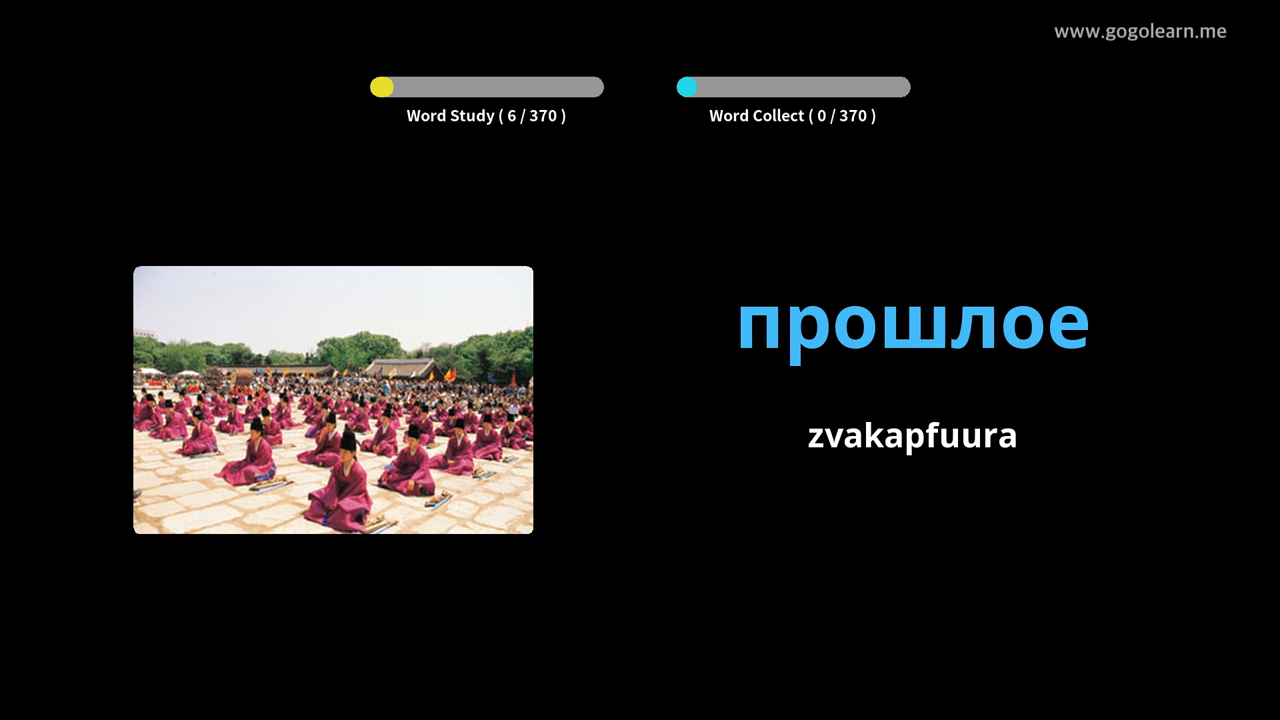 www.gogolearn.me
Word Study ( 6 / 370 )
Word Collect ( 0 / 370 )
прошлое
zvakapfuura